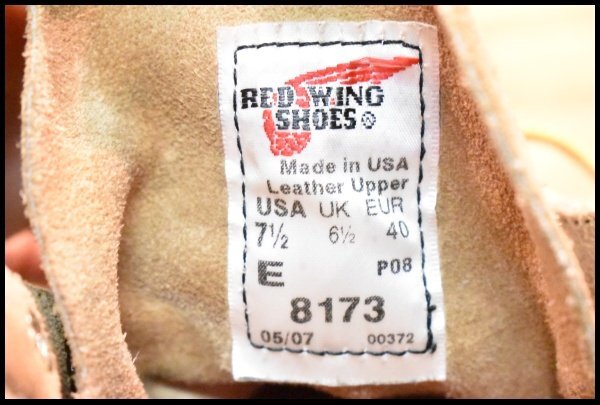 RED WING
SHOES®
Made in USA
Leather Upper
USA UK EUR
7½ 6½ 40
E P08
8173
05/07 00372